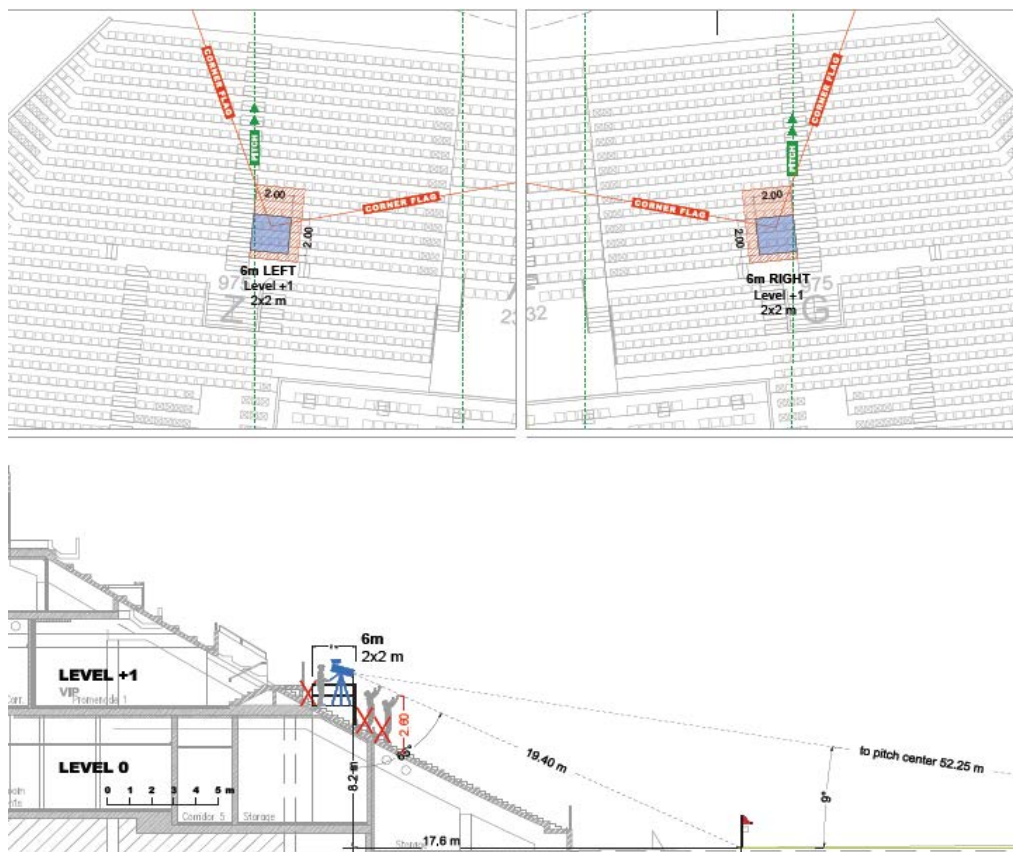 CORNER FLAG
PITCH
2.00
2.00
CORNER FLAG
6m LEFT
975
Level +1
2x2 m
Z
CORNER FLAG
PITCH
2.00
2.00
CORNER FLAG
6m RIGHT
975
Level +1
2x2 m
G
6m
2x2 m
LEVEL +1
VIP
Promenade 1
2.60
19.40 m
to pitch center 52.25 m
LEVEL 0
8.2 m
9°
0 1 2 3 4 5 m
Corridor 5
Storage
17,6 m